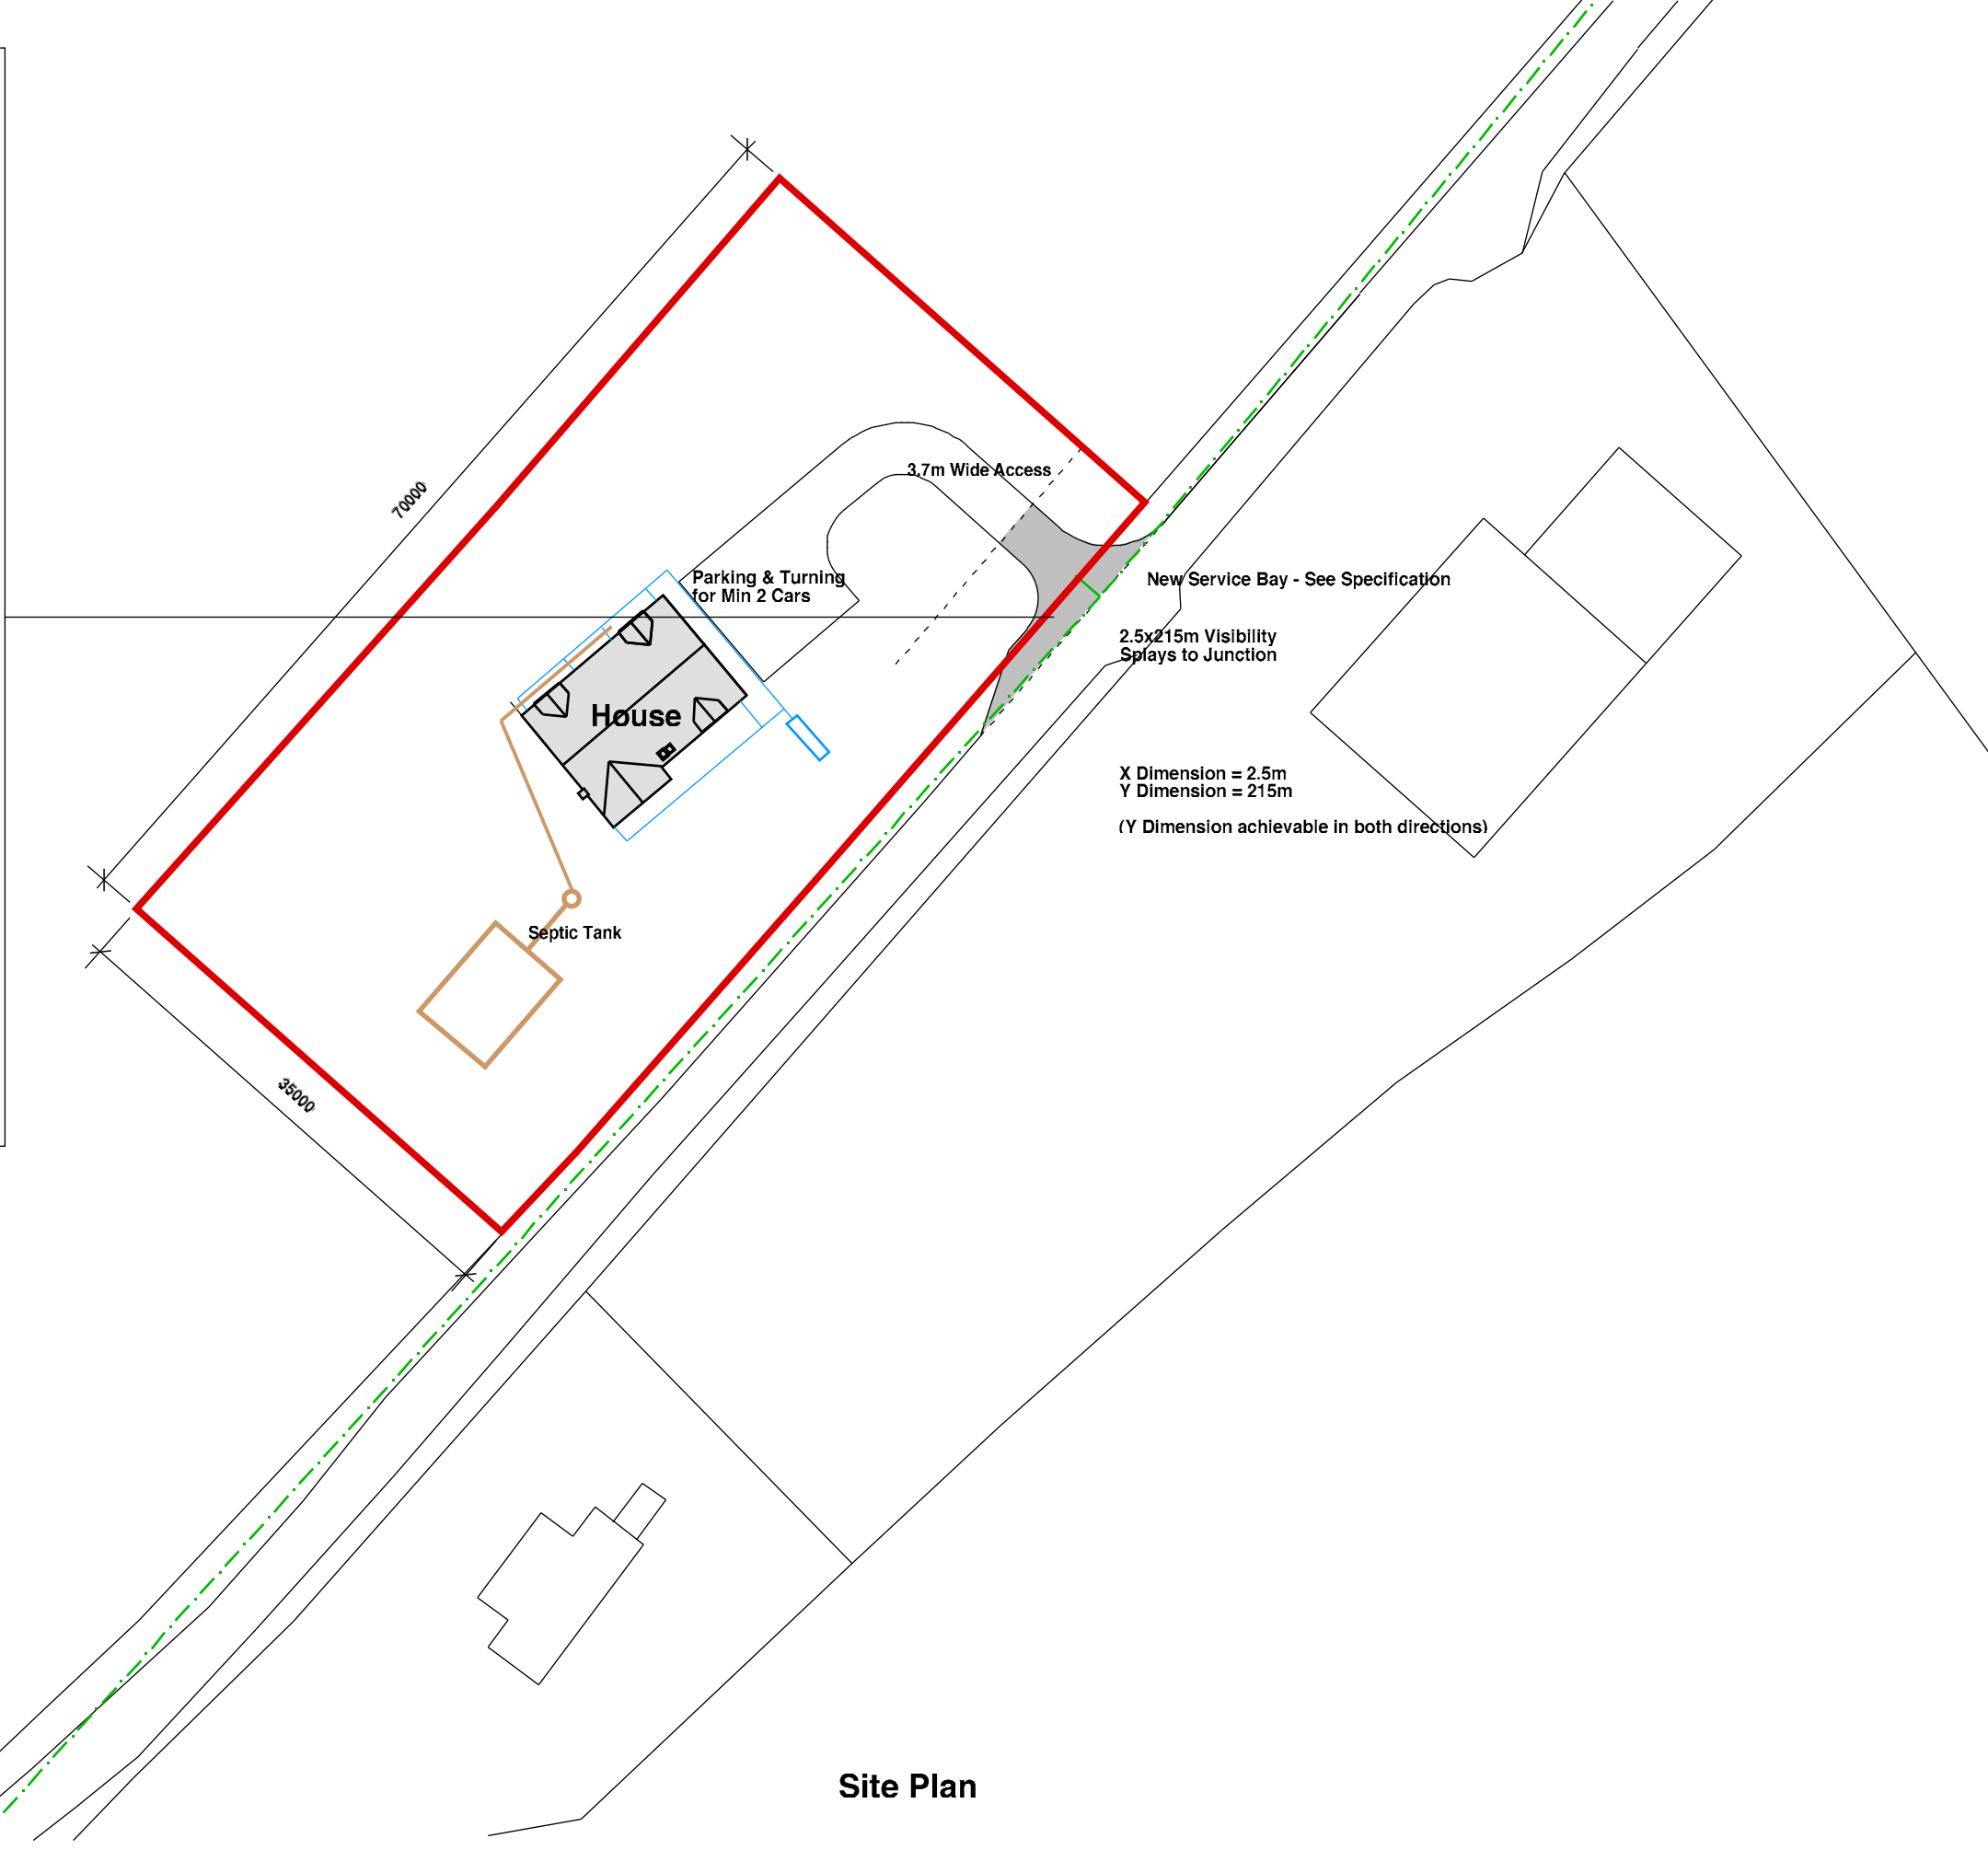 70000
3.7m Wide Access
Parking & Turning
for Min 2 Cars
New Service Bay - See Specification
2.5x215m Visibility
Splays to Junction
House
X Dimension = 2.5m
Y Dimension = 215m
(Y Dimension achievable in both directions)
Septic Tank
35000
Site Plan